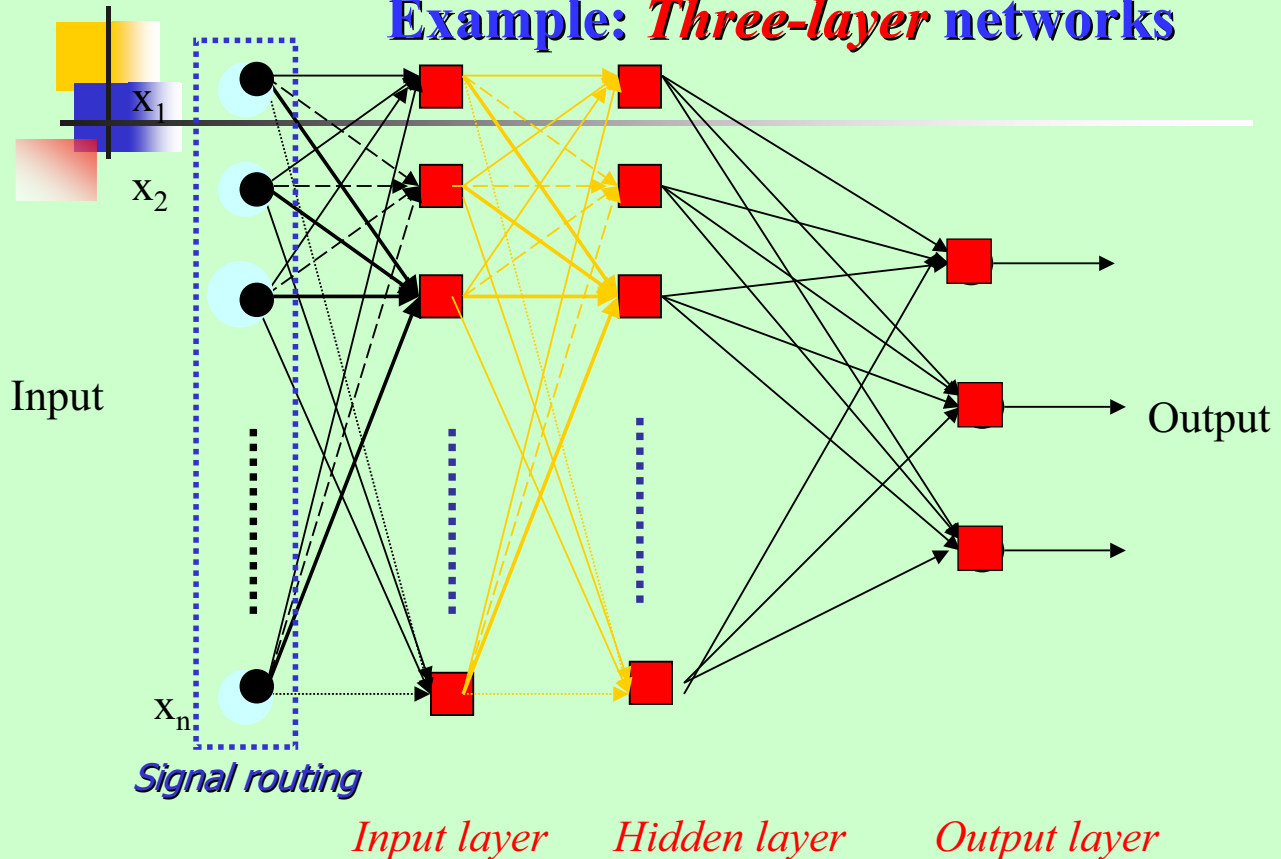 Example: Three-layer networks
x₁
x₂
Input
Output
xₙ
Signal routing
Input layer Hidden layer Output layer